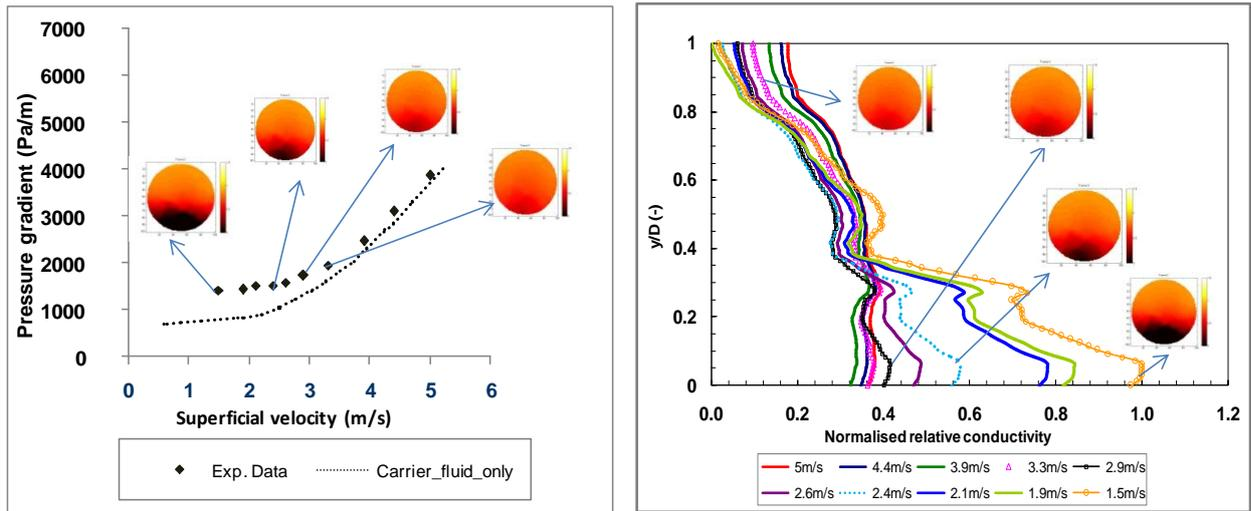 7000
6000
5000
4000
3000
2000
1000
0
Pressure gradient (Pa/m)
0 1 2 3 4 5 6
Superficial velocity (m/s)
Exp. Data Carrier_fluid_only
1
0.8
0.6
0.4
0.2
0
y/D (-)
0.0 0.2 0.4 0.6 0.8 1.0 1.2
Normalised relative conductivity
5m/s 4.4m/s 3.9m/s 3.3m/s 2.9m/s
2.6m/s 2.4m/s 2.1m/s 1.9m/s 1.5m/s